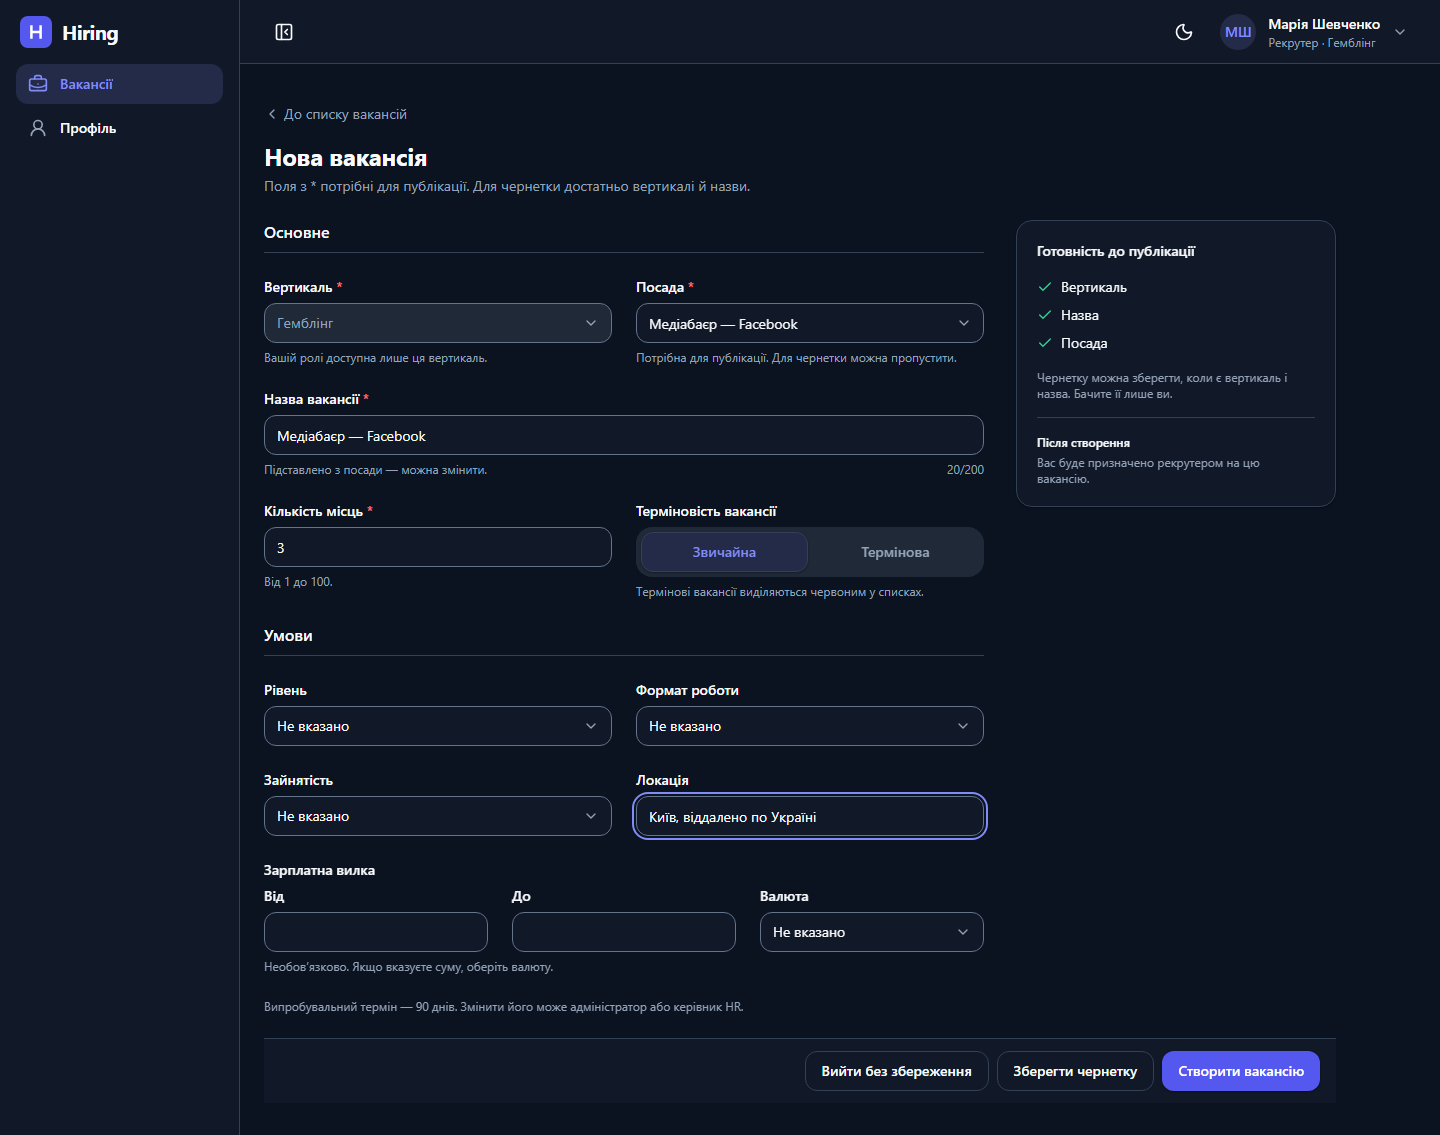 H Hiring
МШ
Марія Шевченко
Рекрутер · Гемблінг
Вакансії
Профіль
До списку вакансій
Нова вакансія
Поля з * потрібні для публікації. Для чернетки достатньо вертикалі й назви.
Основне
Вертикаль *
Гемблінг
Вашій ролі доступна лише ця вертикаль.
Посада *
Медіабаєр — Facebook
Потрібна для публікації. Для чернетки можна пропустити.
Назва вакансії *
Медіабаєр — Facebook
Підставлено з посади — можна змінити.
20/200
Кількість місць *
3
Від 1 до 100.
Терміновість вакансії
Звичайна
Термінова
Термінові вакансії виділяються червоним у списках.
Умови
Рівень
Не вказано
Формат роботи
Не вказано
Зайнятість
Не вказано
Локація
Київ, віддалено по Україні
Зарплатна вилка
Від
До
Валюта
Не вказано
Необов'язково. Якщо вказуєте суму, оберіть валюту.
Випробувальний термін — 90 днів. Змінити його може адміністратор або керівник HR.
Готовність до публікації
Вертикаль
Назва
Посада
Чернетку можна зберегти, коли є вертикаль і
назва. Бачите її лише ви.
Після створення
Вас буде призначено рекрутером на цю
вакансію.
Вийти без збереження
Зберегти чернетку
Створити вакансію